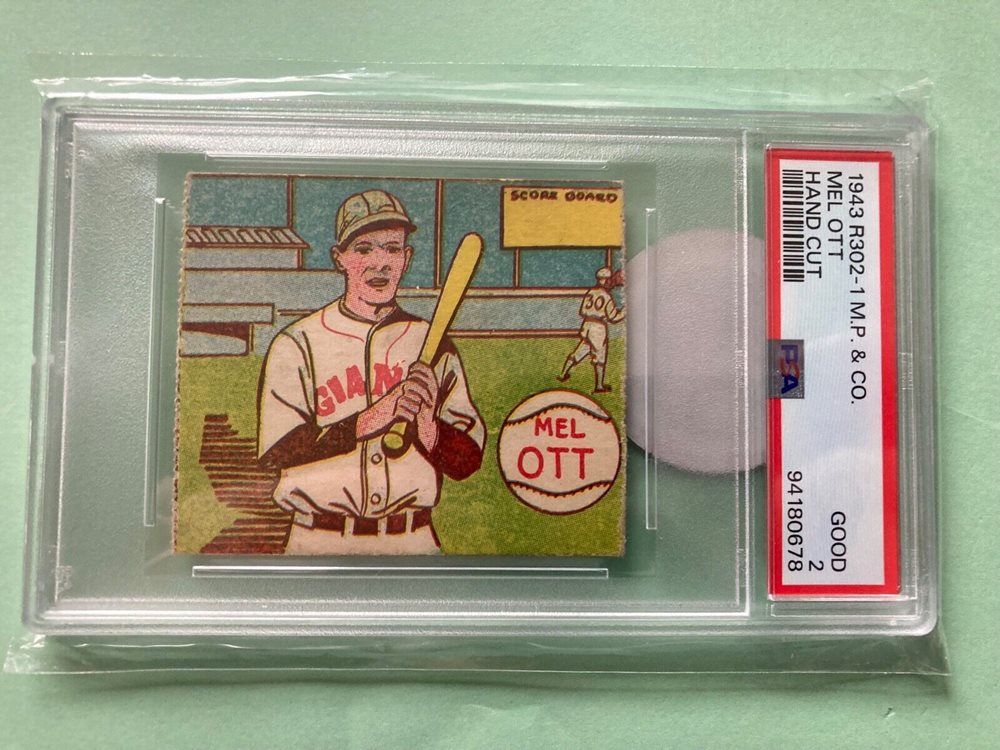 SCORE BOARD
30
GIAN
MEL
OTT
1943 R302-1 M.P. & CO.
MEL OTT
HAND CUT
GOOD
2
94180678
PSA